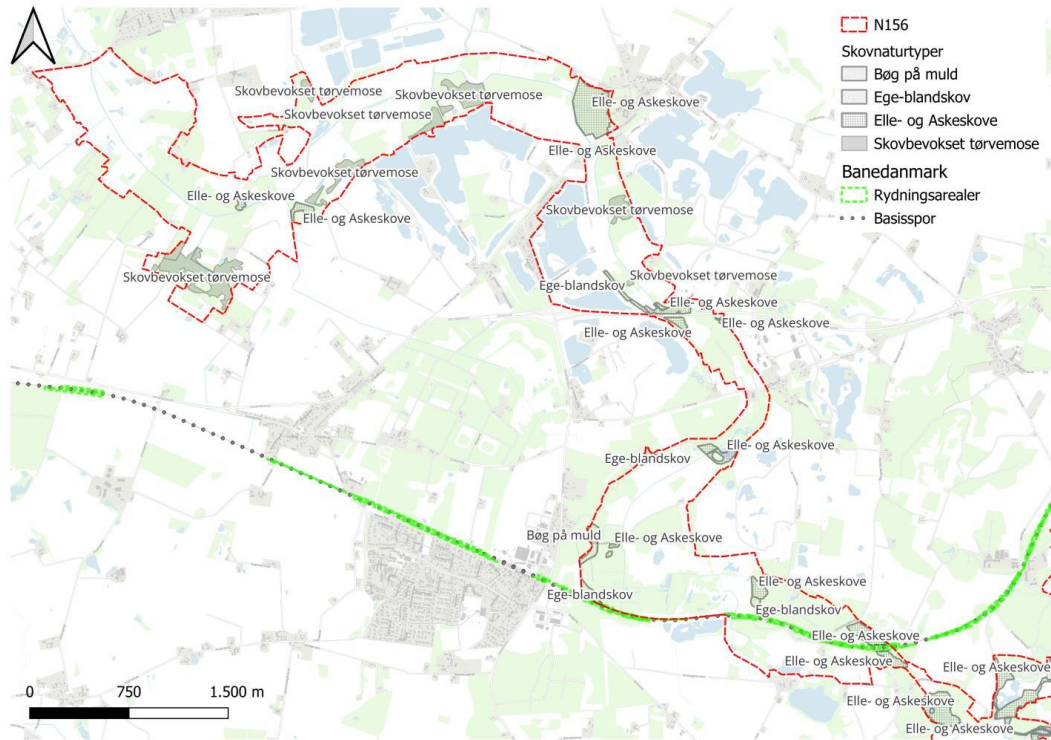 N156
Skovnaturtyper
Bøg på muld
Ege-blandskov
Elle- og Askeskove
Skovbevokset tørvemose
Banedanmark
Rydningsarealer
Basisspor
Skovbevokset tørvemose
Skovbevokset tørvemose
Skovbevokset tørvemose
Elle- og Askeskove
Elle- og Askeskove
Skovbevokset tørvemose
Elle- og Askeskove
Elle- og Askeskove
Skovbevokset tørvemose
Skovbevokset tørvemose
Skovbevokset tørvemose
Ege-blandskov
Elle- og Askeskove
Elle- og Askeskove
Elle- og Askeskove
Elle- og Askeskove
Ege-blandskov
Bøg på muld
Elle- og Askeskove
Elle- og Askeskove
Ege-blandskov
Ege-blandskov
Elle- og Askeskove
Elle- og Askeskove
Elle- og Askeskove
Elle- og Askeskove
Elle- og Askeskove
0 750 1.500 m